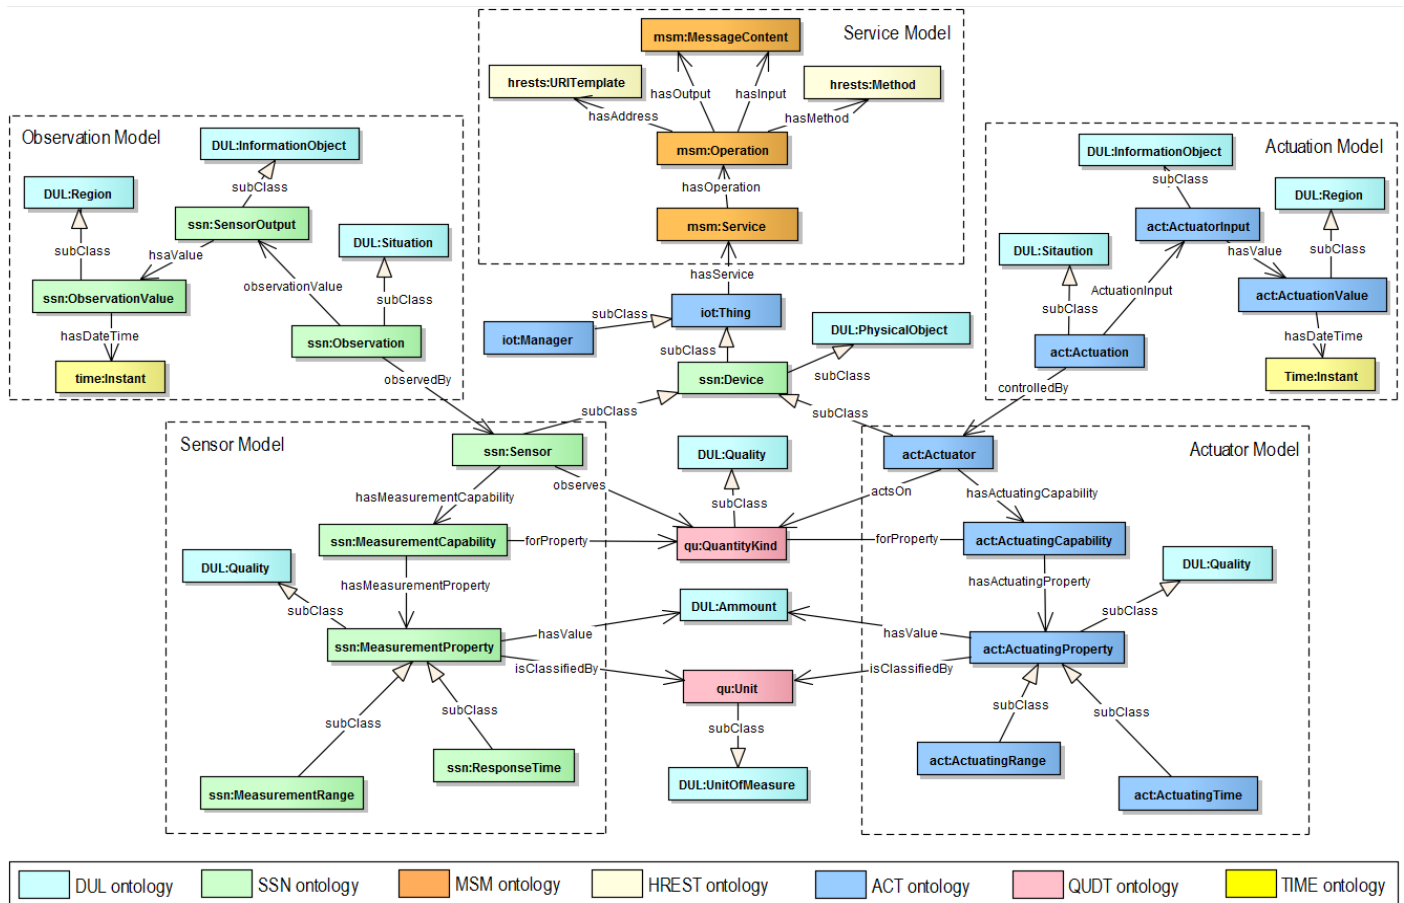 Service Model
msm:MessageContent
hrests:URITemplate
hrests:Method
hasOutput
hasInput
hasAddress
hasMethod
msm:Operation
hasOperation
msm:Service
hasService
Observation Model
DUL:InformationObject
subClass
DUL:Region
ssn:SensorOutput
DUL:Situation
subClass
hsaValue
observationValue
subClass
ssn:ObservationValue
hasDateTime
ssn:Observation
time:Instant
observedBy
Actuation Model
DUL:InformationObject
subClass
DUL:Region
act:ActuatorInput
DUL:Sitaution
hasValue
subClass
ActuationInput
subClass
act:ActuationValue
hasDateTime
act:Actuation
Time:Instant
controlledBy
iot:Thing
subClass
iot:Manager
DUL:PhysicalObject
subClass
ssn:Device
subClass
subClass
subClass
Sensor Model
ssn:Sensor
hasMeasurementCapability
observes
ssn:MeasurementCapability
forProperty
DUL:Quality
hasMeasurementProperty
subClass
ssn:MeasurementProperty
hasValue
isClassifiedBy
subClass
subClass
ssn:ResponseTime
ssn:MeasurementRange
DUL:Quality
subClass
qu:QuantityKind
DUL:Ammount
qu:Unit
subClass
DUL:UnitOfMeasure
Actuator Model
act:Actuator
actsOn
hasActuatingCapability
forProperty
act:ActuatingCapability
DUL:Quality
hasActuatingProperty
subClass
hasValue
act:ActuatingProperty
isClassifiedBy
subClass
subClass
act:ActuatingRange
act:ActuatingTime
DUL ontology
SSN ontology
MSM ontology
HREST ontology
ACT ontology
QUDT ontology
TIME ontology